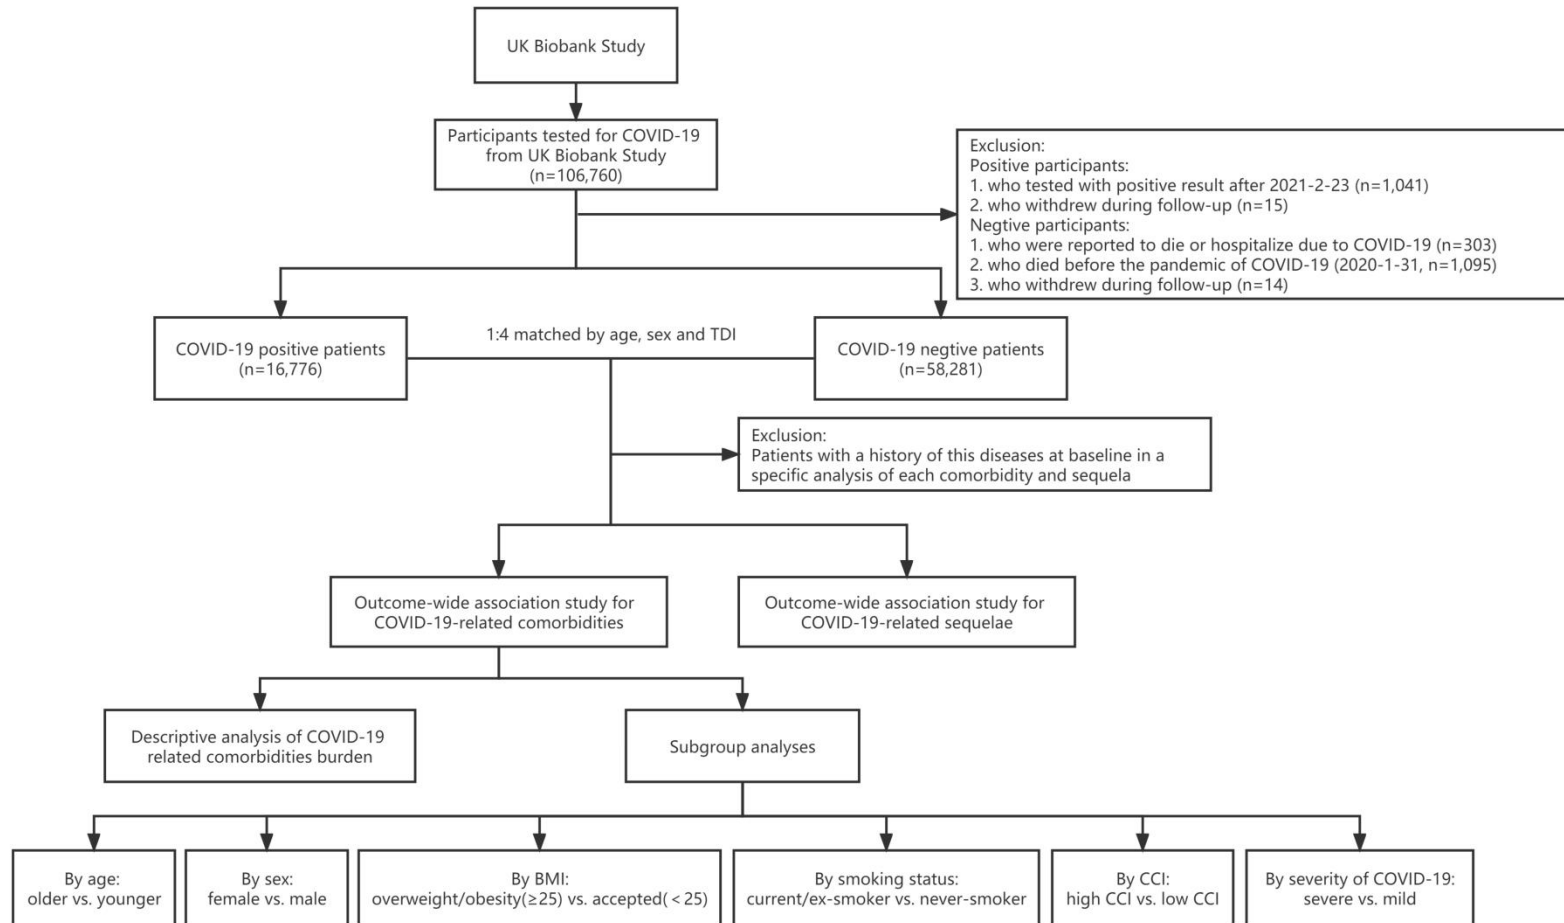 UK Biobank Study
Participants tested for COVID-19
from UK Biobank Study
(n=106,760)
Exclusion:
Positive participants:
1. who tested with positive result after 2021-2-23 (n=1,041)
2. who withdrew during follow-up (n=15)
Negtive participants:
1. who were reported to die or hospitalize due to COVID-19 (n=303)
2. who died before the pandemic of COVID-19 (2020-1-31, n=1,095)
3. who withdrew during follow-up (n=14)
COVID-19 positive patients
(n=16,776)
1:4 matched by age, sex and TDI
COVID-19 negtive patients
(n=58,281)
Exclusion:
Patients with a history of this diseases at baseline in a
specific analysis of each comorbidity and sequela
Outcome-wide association study for
COVID-19-related comorbidities
Outcome-wide association study for
COVID-19-related sequelae
Descriptive analysis of COVID-19
related comorbidities burden
Subgroup analyses
By age:
older vs. younger
By sex:
female vs. male
By BMI:
overweight/obesity(≥25) vs. accepted(<25)
By smoking status:
current/ex-smoker vs. never-smoker
By CCI:
high CCI vs. low CCI
By severity of COVID-19:
severe vs. mild